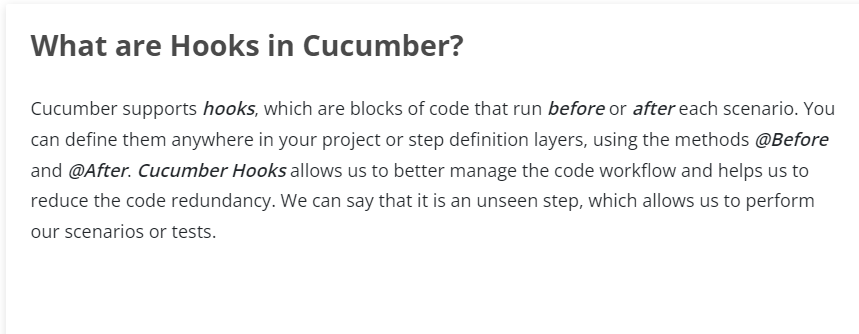 What are Hooks in Cucumber?
Cucumber supports hooks, which are blocks of code that run before or after each scenario. You
can define them anywhere in your project or step definition layers, using the methods @Before
and @After. Cucumber Hooks allows us to better manage the code workflow and helps us to
reduce the code redundancy. We can say that it is an unseen step, which allows us to perform
our scenarios or tests.